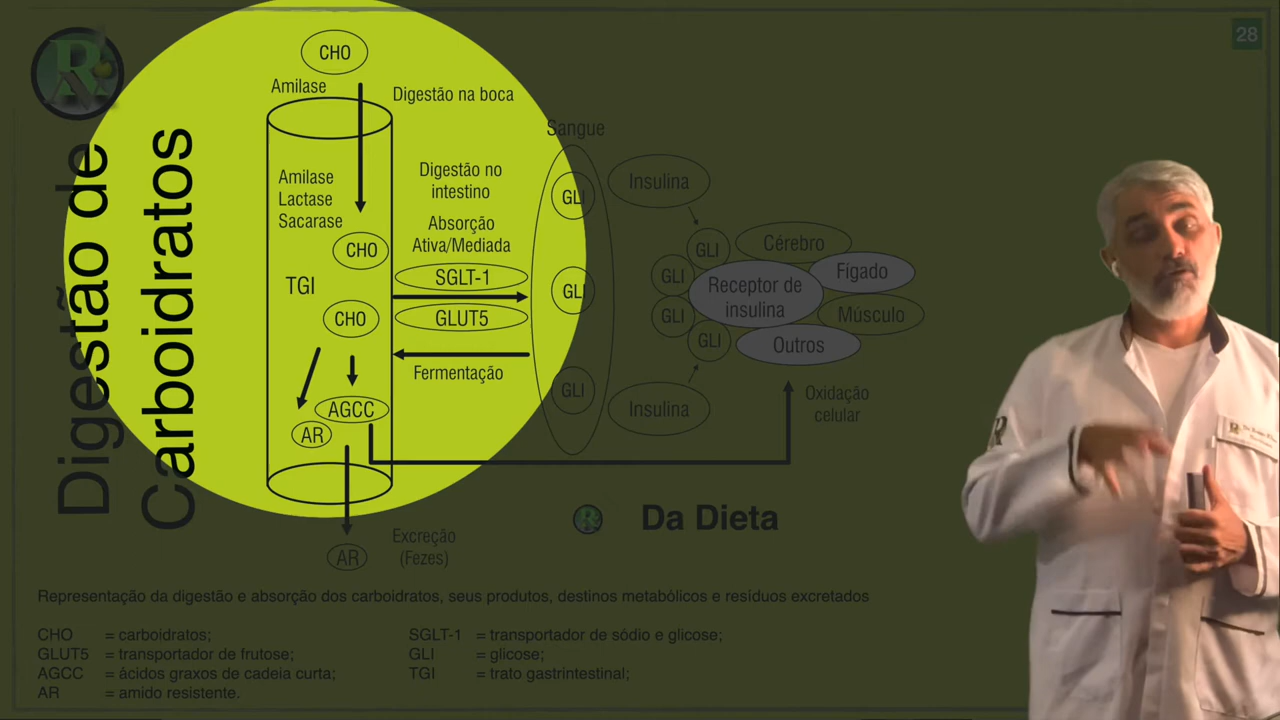 28
Digestão de
Carboidratos
CHO
Amilase
Digestão na boca
Sangue
Amilase
Lactase
Sacarase
Digestão no
intestino
Absorção
Ativa/Mediada
CHO
SGLT-1
TGI
CHO
GLUT5
Fermentação
AGCC
AR
GLI
GLI
GLI
Insulina
Insulina
GLI
GLI
GLI
GLI
Receptor de
insulina
Cérebro
Fígado
Músculo
Outros
Oxidação
celular
AR
Excreção
(Fezes)
Da Dieta
Representação da digestão e absorção dos carboidratos, seus produtos, destinos metabólicos e resíduos excretados
CHO = carboidratos;
GLUT5 = transportador de frutose;
AGCC = ácidos graxos de cadeia curta;
AR = amido resistente.
SGLT-1 = transportador de sódio e glicose;
GLI = glicose;
TGI = trato gastrintestinal;